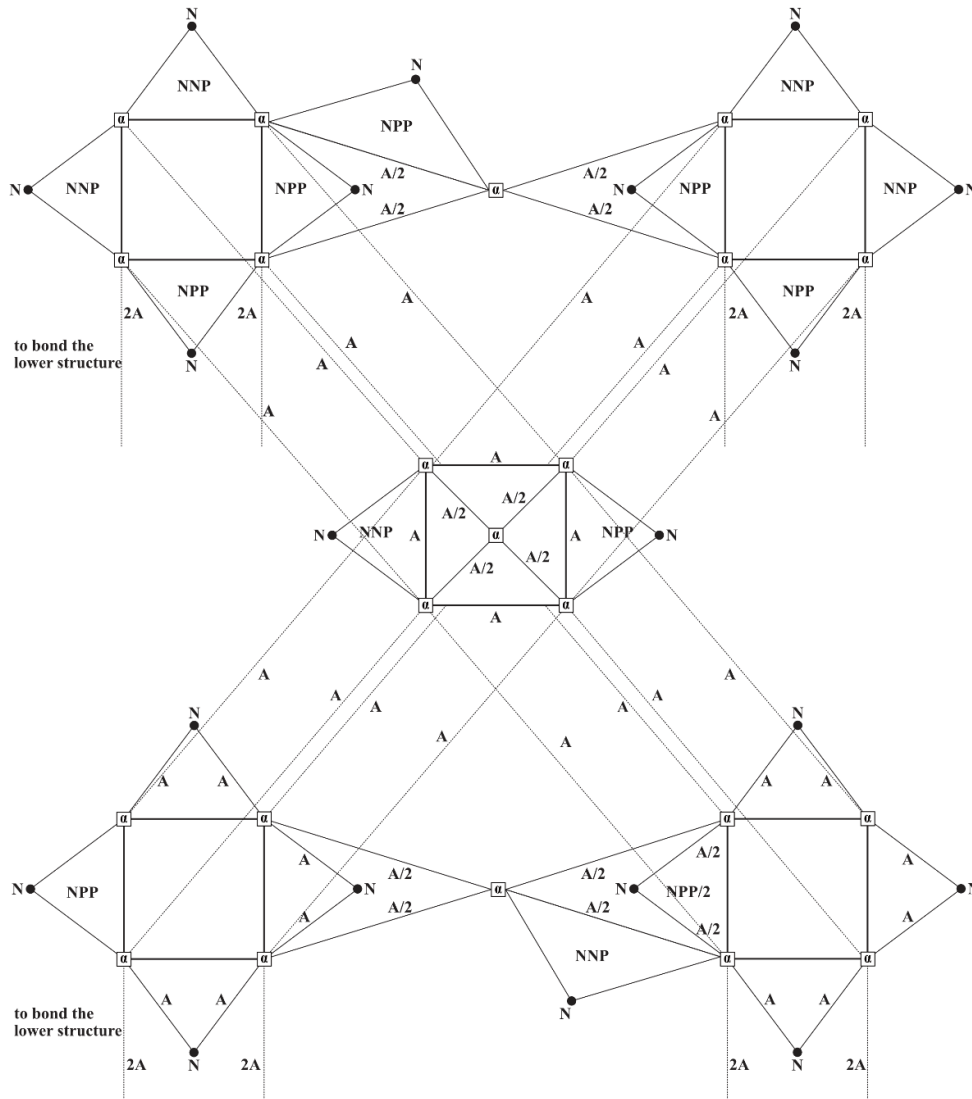 N N
N
NNP NNP
α α α α
NPP
N NNP NPP A/2 N A/2 N NPP NNP N
α
A/2 A/2
α α α α
NPP NPP
2A 2A A A 2A 2A
to bond the
lower structure
A A
N N
A A
A A
A
α α
A/2 A/2
N NNP A α A NPP N
A/2 A/2
α α
A A
A A A
A A
N N
A A
A A A A
α α α α
A A/2 A/2 A/2 A
N NPP N α N NPP/2 N
A A/2 A/2 A/2 A
NNP
α α α α
A A A A
to bond the
lower structure
N
2A N 2A 2A N 2A